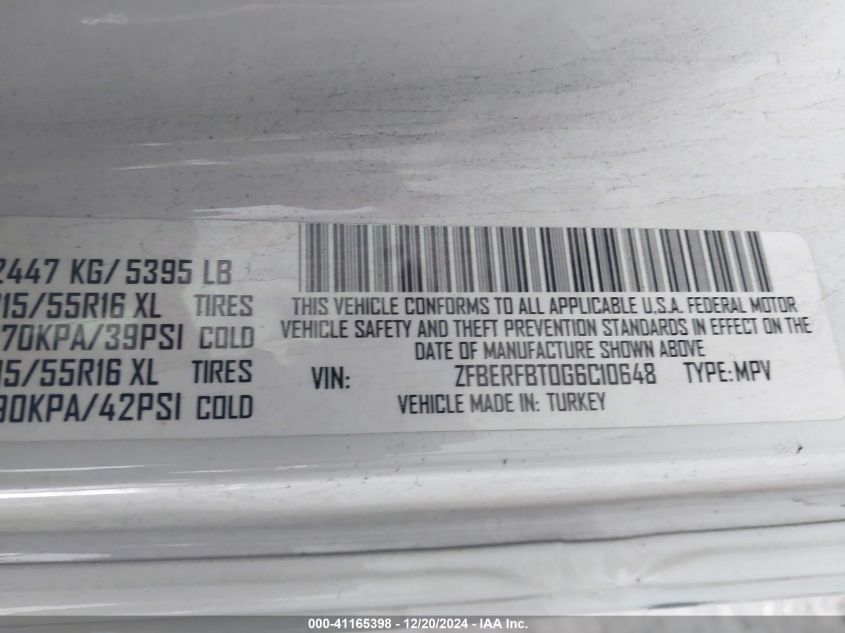 2447 KG/ 5395 LB
15/55R16 XL TIRES
70KPA/39PSI COLD
15/55R16 XL TIRES
90KPA/42PSI COLD
THIS VEHICLE CONFORMS TO ALL APPLICABLE U.S.A. FEDERAL MOTOR
VEHICLE SAFETY AND THEFT PREVENTION STANDARDS IN EFFECT ON THE
DATE OF MANUFACTURE SHOWN ABOVE
VIN: ZFBERFBT0G6C10648 TYPE: MPV
VEHICLE MADE IN: TURKEY
000-41165398 - 12/20/2024 - IAA Inc.